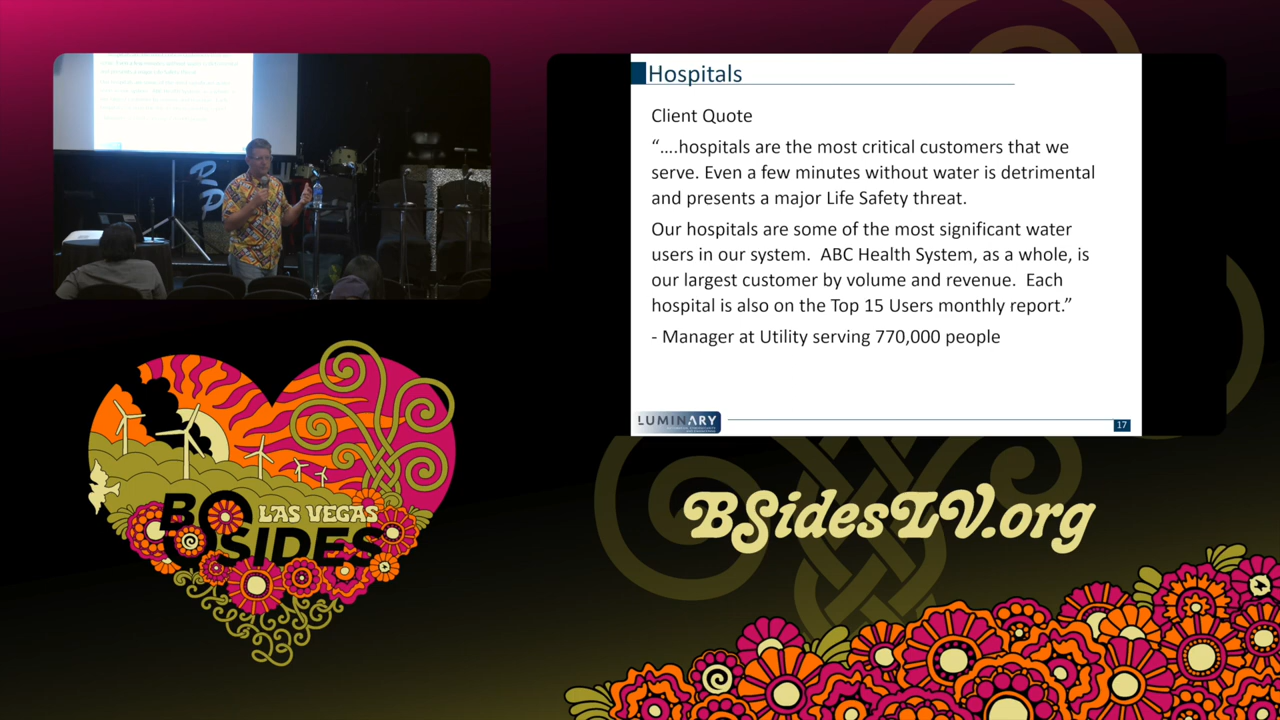 Hospitals
Client Quote
“....hospitals are the most critical customers that we
serve. Even a few minutes without water is detrimental
and presents a major Life Safety threat.
Our hospitals are some of the most significant water
users in our system.  ABC Health System, as a whole, is
our largest customer by volume and revenue.  Each
hospital is also on the Top 15 Users monthly report.”
- Manager at Utility serving 770,000 people
LUMINARY
17
BSIDES
LAS VEGAS
BSidesLV.org